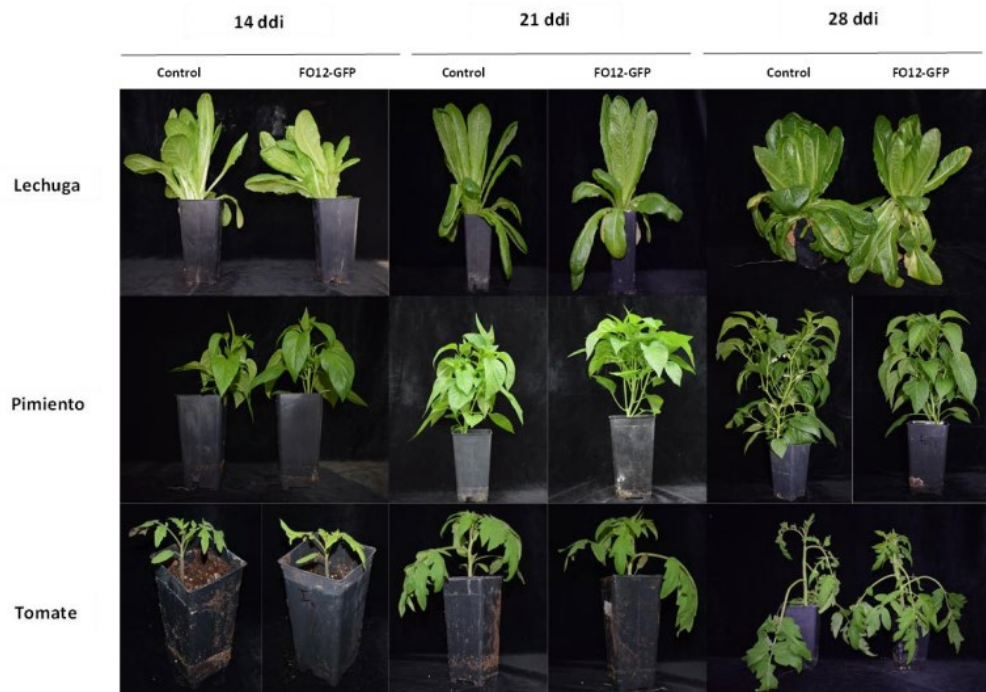 14 ddi
21 ddi
28 ddi
Control
FO12-GFP
Control
FO12-GFP
Control
FO12-GFP
Lechuga
Pimiento
Tomate